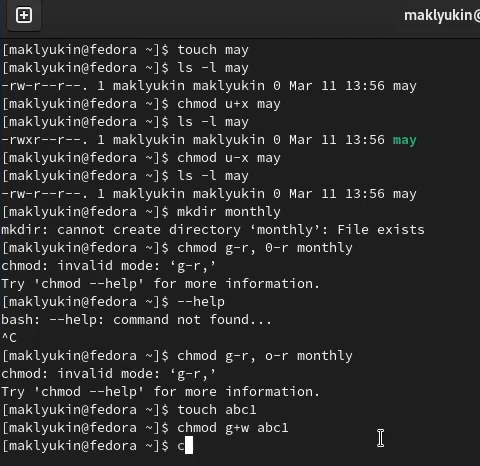 maklyukin@
[maklyukin@fedora ~]$ touch may
[maklyukin@fedora ~]$ ls -l may
-rw-r--r--. 1 maklyukin maklyukin 0 Mar 11 13:56 may
[maklyukin@fedora ~]$ chmod u+x may
[maklyukin@fedora ~]$ ls -l may
-rwxr--r--. 1 maklyukin maklyukin 0 Mar 11 13:56 may
[maklyukin@fedora ~]$ chmod u-x may
[maklyukin@fedora ~]$ ls -l may
-rw-r--r--. 1 maklyukin maklyukin 0 Mar 11 13:56 may
[maklyukin@fedora ~]$ mkdir monthly
mkdir: cannot create directory ‘monthly’: File exists
[maklyukin@fedora ~]$ chmod g-r, 0-r monthly
chmod: invalid mode: ‘g-r,’
Try 'chmod --help' for more information.
[maklyukin@fedora ~]$ --help
bash: --help: command not found...
^C
[maklyukin@fedora ~]$ chmod g-r, o-r monthly
chmod: invalid mode: ‘g-r,’
Try 'chmod --help' for more information.
[maklyukin@fedora ~]$ touch abc1
[maklyukin@fedora ~]$ chmod g+w abc1
[maklyukin@fedora ~]$ c